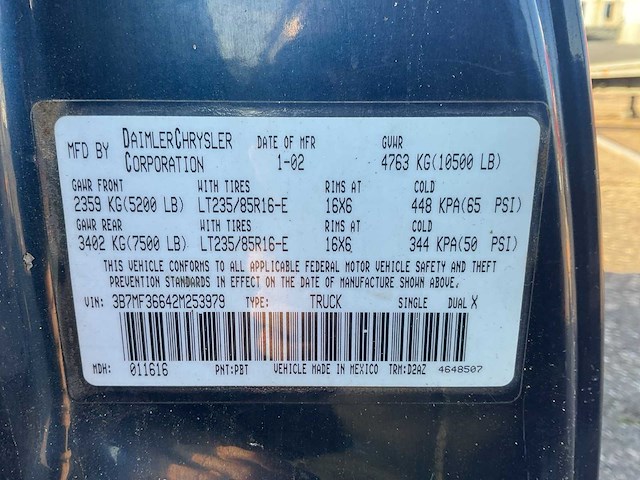 MFD BY DAIMLERCHRYSLER CORPORATION DATE OF MFR 1-02 GVWR 4763 KG(10500 LB)
GAWR FRONT WITH TIRES RIMS AT COLD
2359 KG(5200 LB) LT235/85R16-E 16X6 448 KPA(65 PSI)
GAWR REAR WITH TIRES RIMS AT COLD
3402 KG(7500 LB) LT235/85R16-E 16X6 344 KPA(50 PSI)
THIS VEHICLE CONFORMS TO ALL APPLICABLE FEDERAL MOTOR VEHICLE SAFETY AND THEFT
PREVENTION STANDARDS IN EFFECT ON THE DATE OF MANUFACTURE SHOWN ABOVE.
VIN: 3B7MF36642M253979 TYPE: TRUCK SINGLE DUAL X
MDH: 011616 PNT:PBT VEHICLE MADE IN MEXICO TRM:D2AZ 4648507